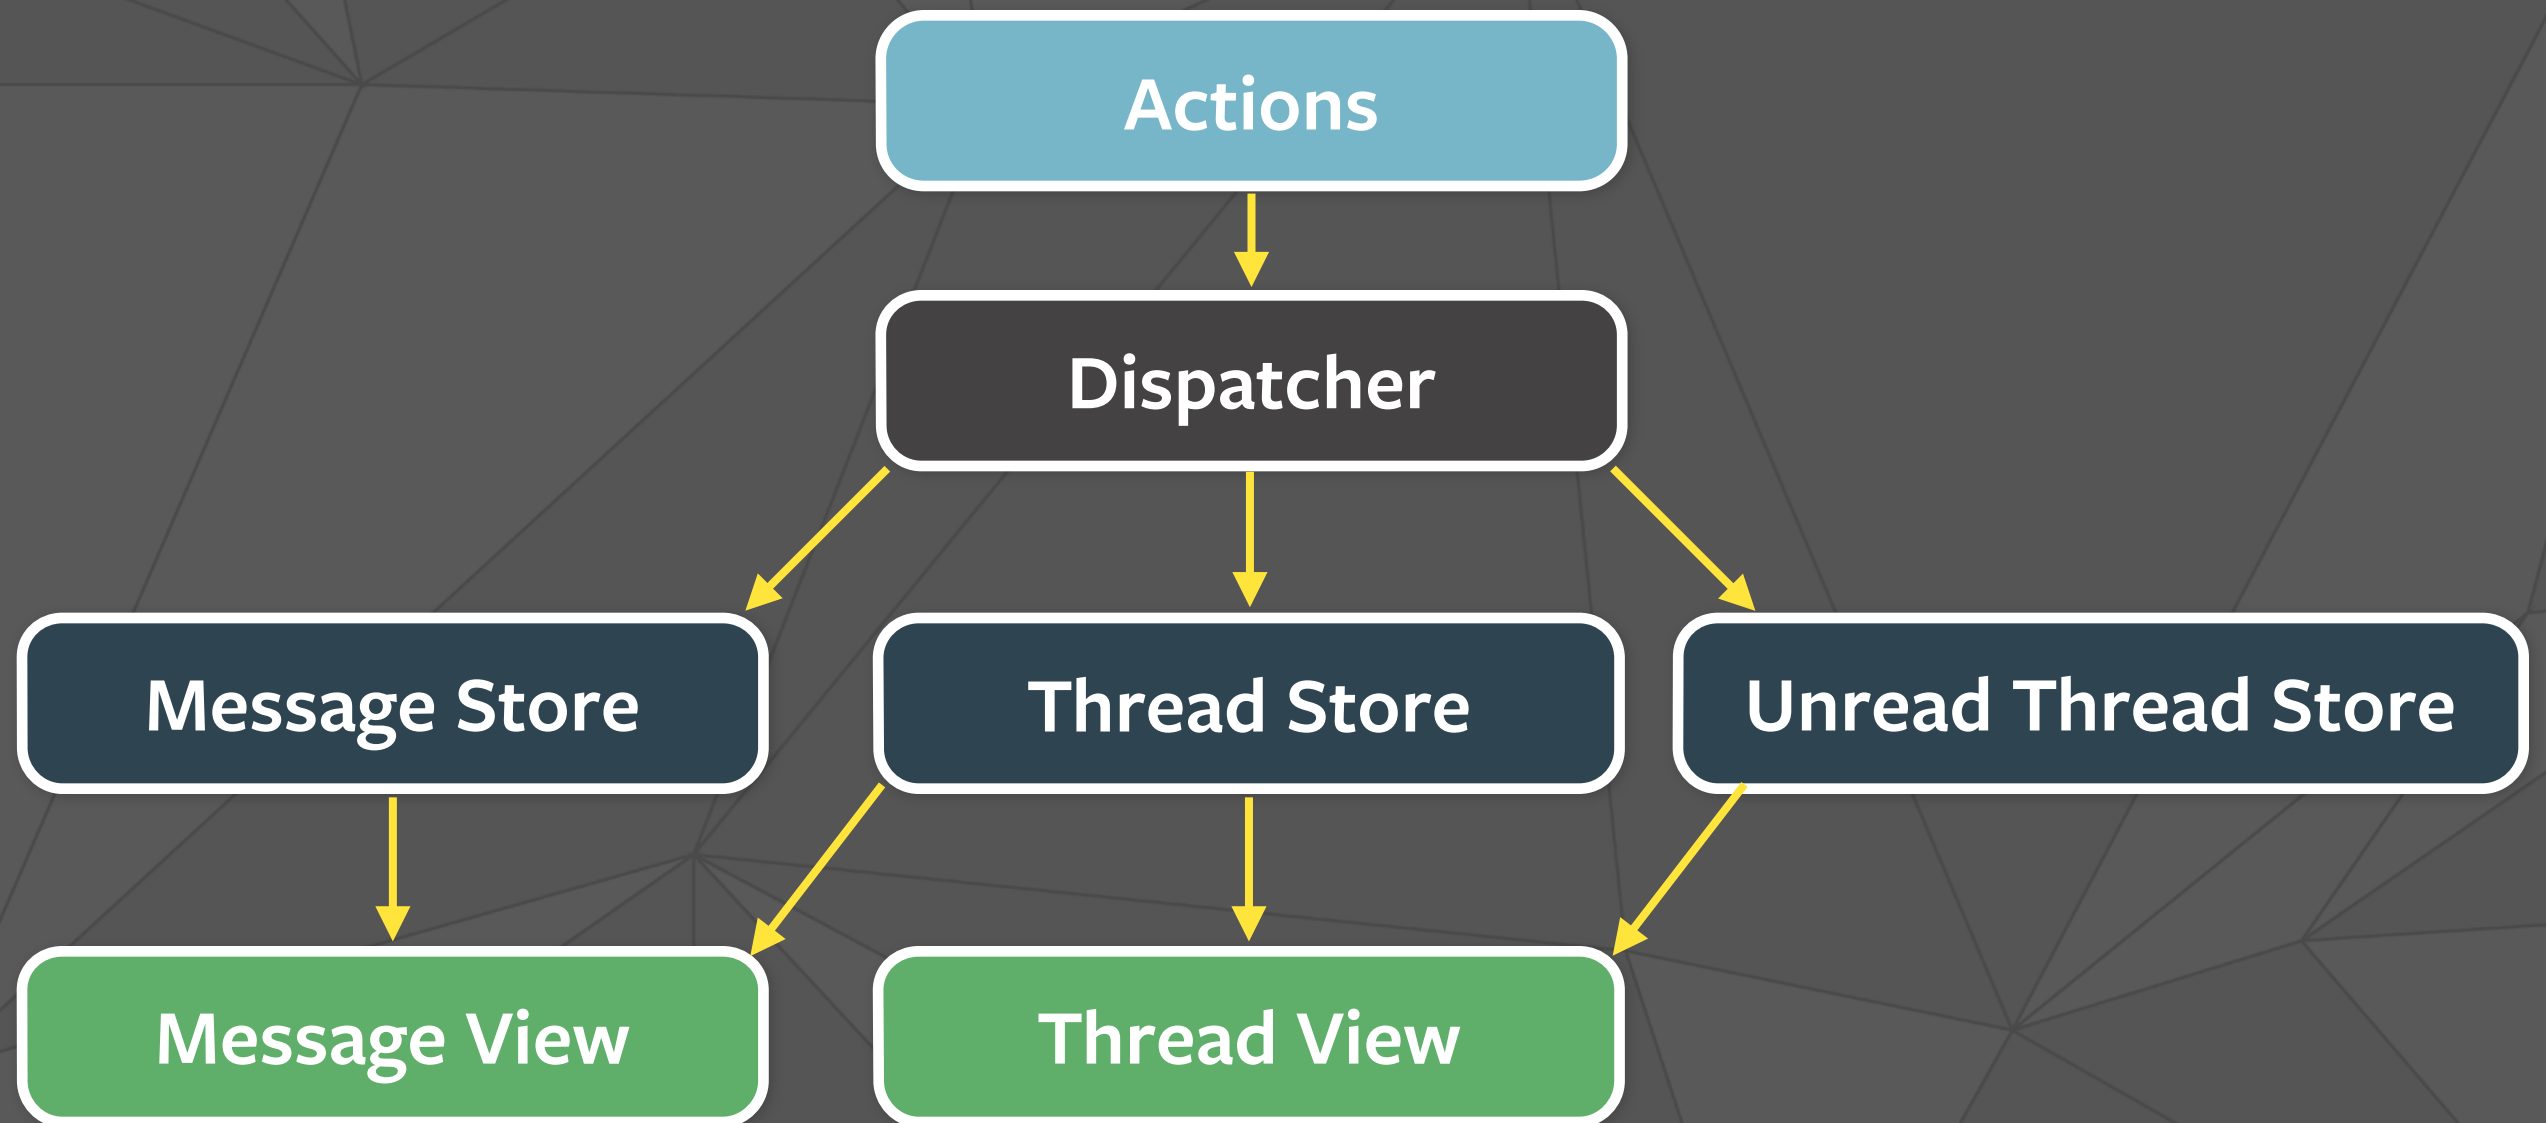 Actions
Dispatcher
Message Store
Thread Store
Unread Thread Store
Message View
Thread View